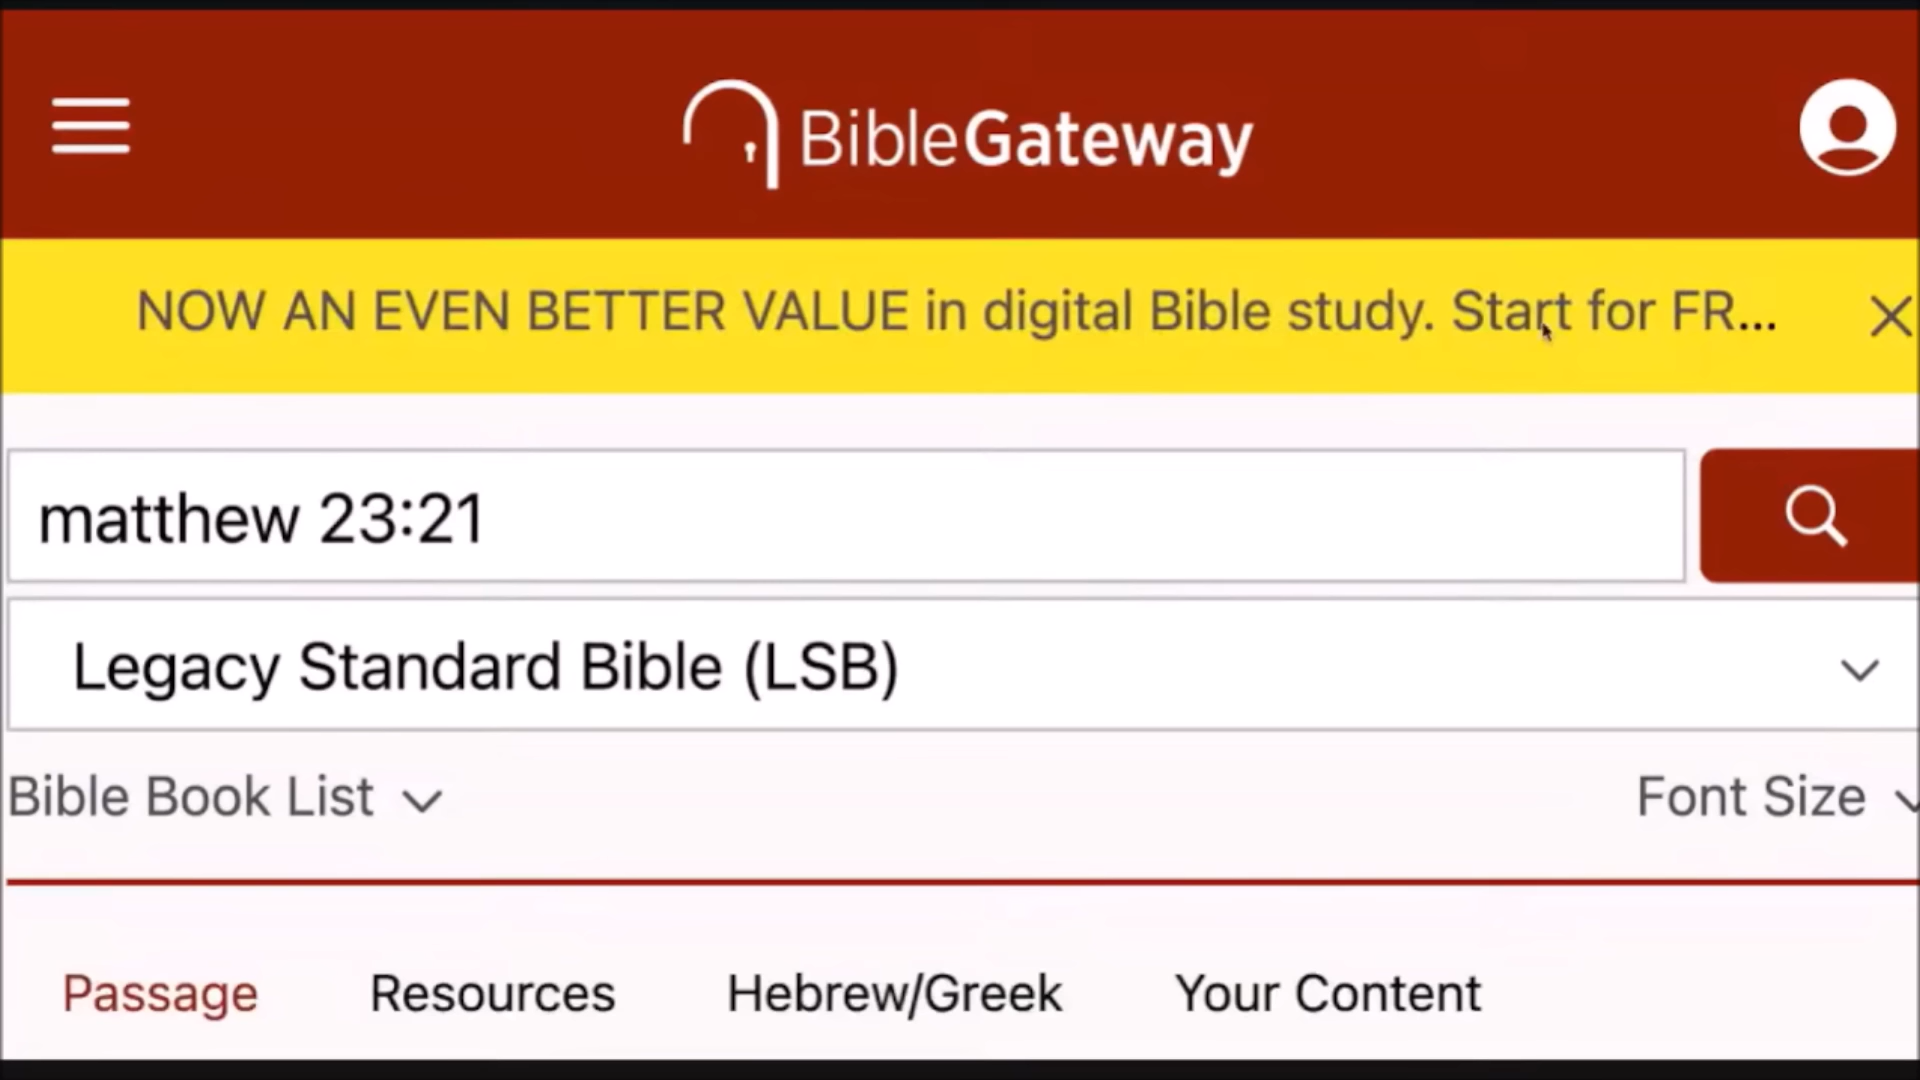 BibleGateway
NOW AN EVEN BETTER VALUE in digital Bible study. Start for FR...
matthew 23:21
Legacy Standard Bible (LSB)
Bible Book List
Font Size
Passage
Resources
Hebrew/Greek
Your Content